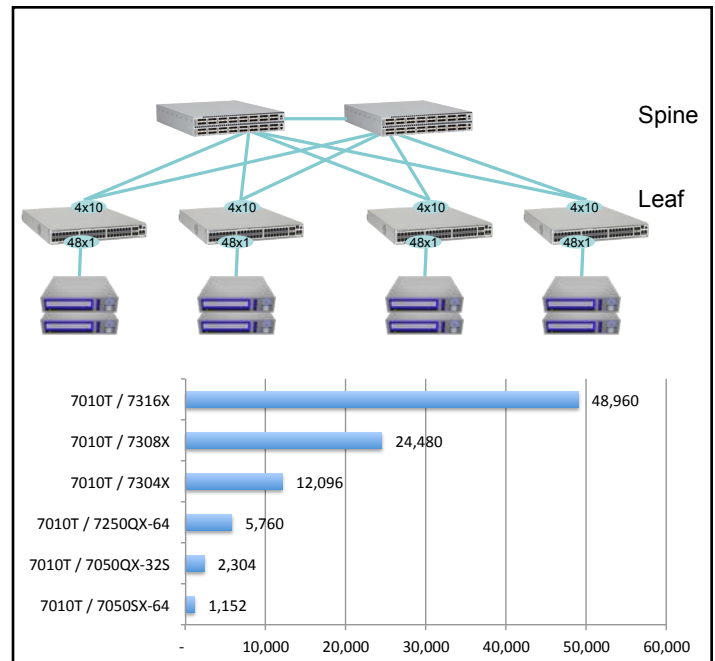 Spine
Leaf
4x10 4x10 4x10 4x10
48x1 48x1 48x1 48x1
7010T / 7316X 48,960
7010T / 7308X 24,480
7010T / 7304X 12,096
7010T / 7250QX-64 5,760
7010T / 7050QX-32S 2,304
7010T / 7050SX-64 1,152
- 10,000 20,000 30,000 40,000 50,000 60,000